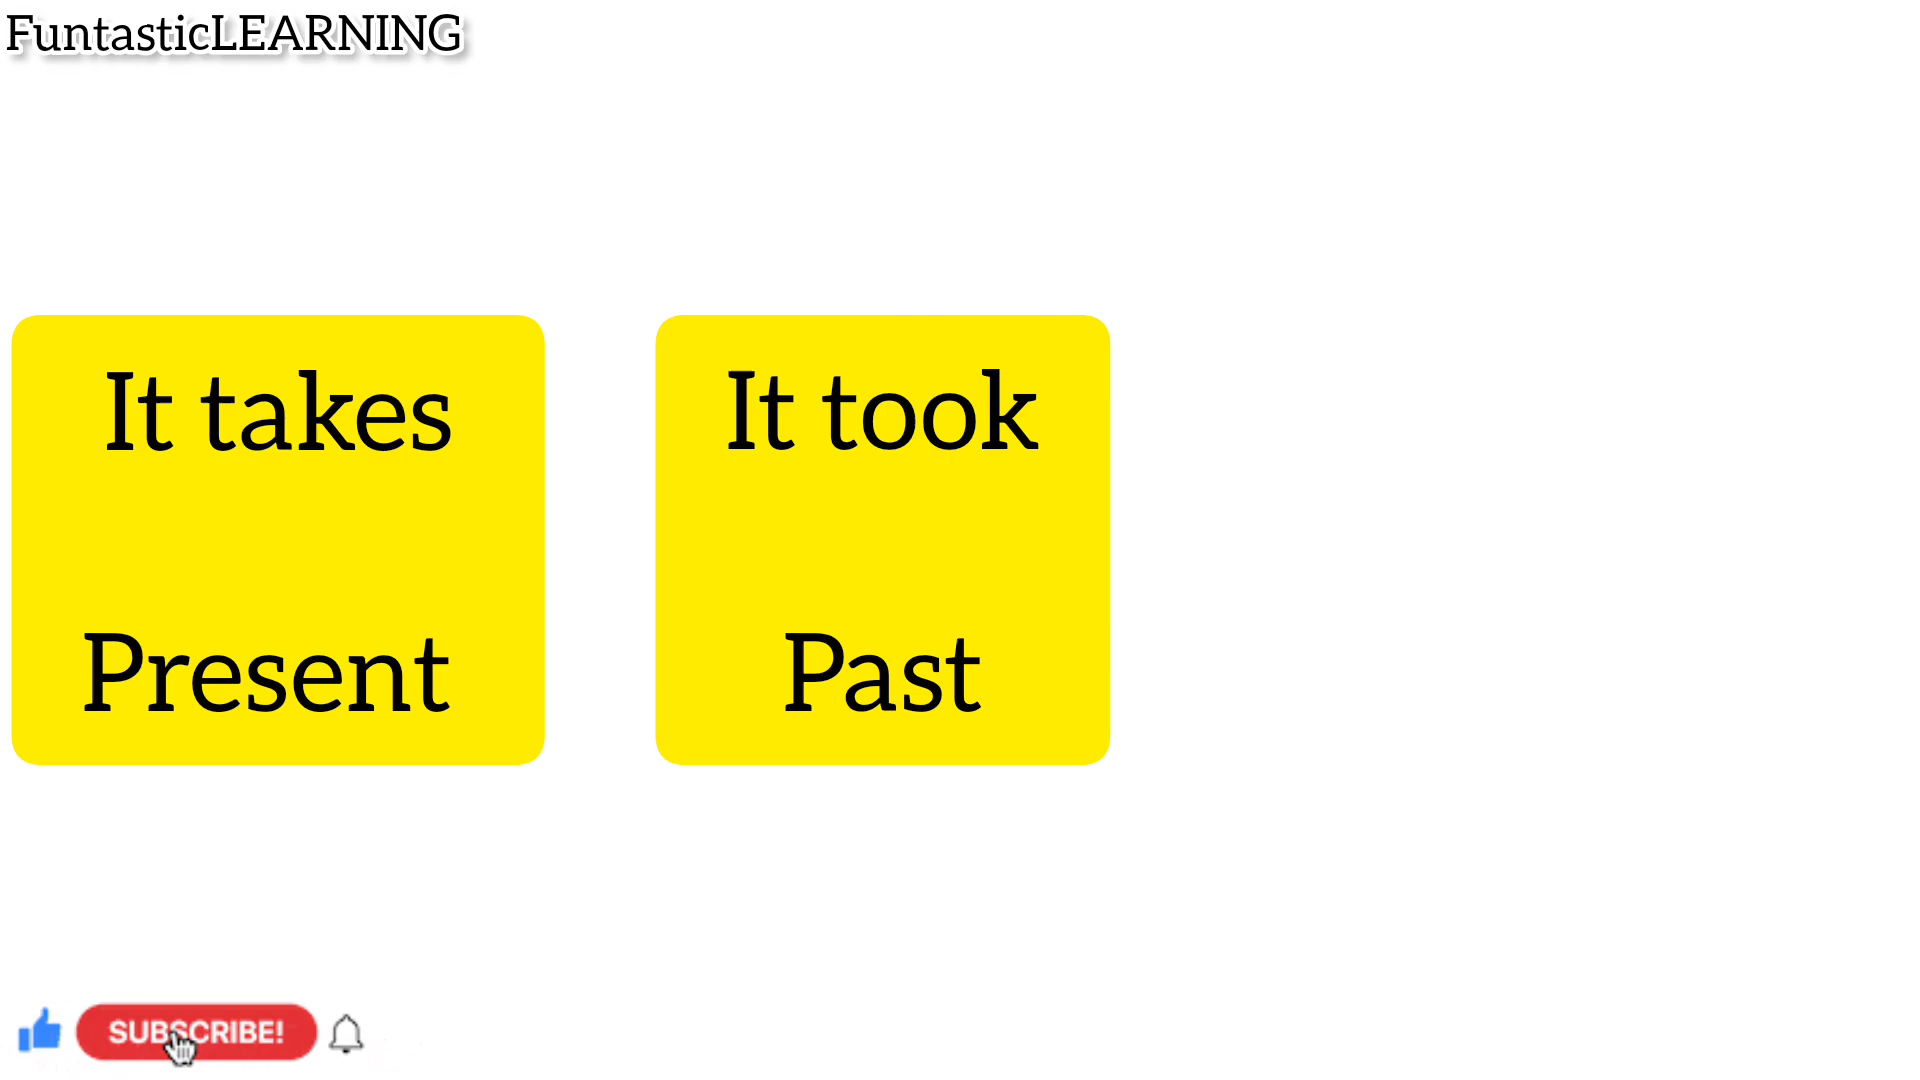 FuntasticLEARNING
It takes
Present
It took
Past
SUBSCRIBE!